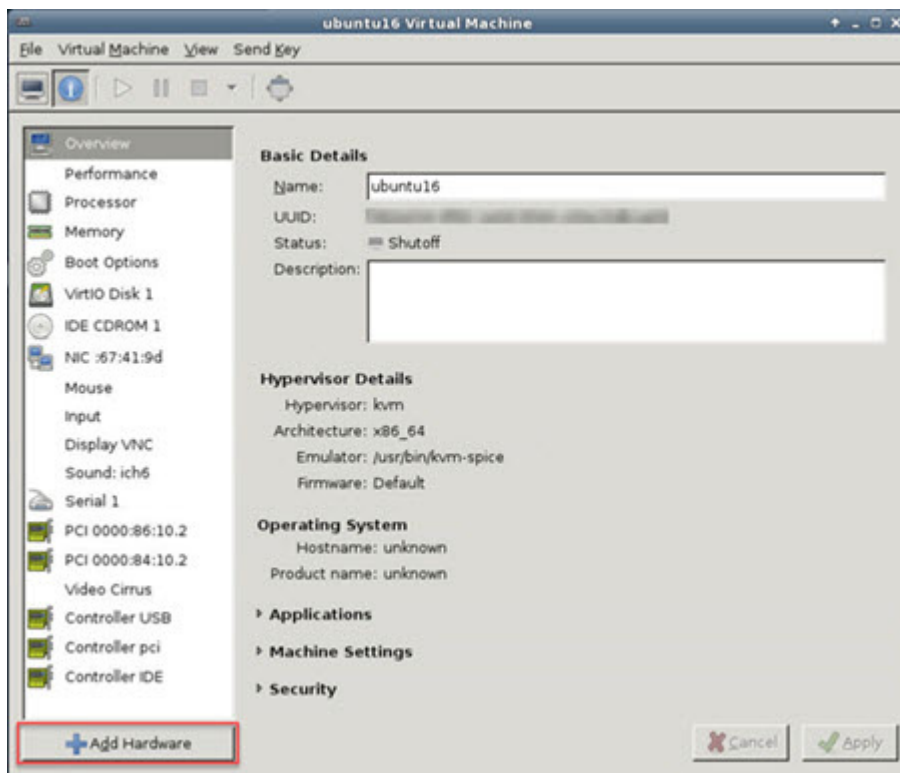 ubuntu16 Virtual Machine
File Virtual Machine View Send Key
Overview
Performance
Processor
Memory
Boot Options
VirtIO Disk 1
IDE CDROM 1
NIC :67:41:9d
Mouse
Input
Display VNC
Sound: ich6
Serial 1
PCI 0000:86:10.2
PCI 0000:84:10.2
Video Cirrus
Controller USB
Controller pci
Controller IDE
Add Hardware
Basic Details
Name: ubuntu16
UUID:
Status: Shutoff
Description:
Hypervisor Details
Hypervisor: kvm
Architecture: x86_64
Emulator: /usr/bin/kvm-spice
Firmware: Default
Operating System
Hostname: unknown
Product name: unknown
Applications
Machine Settings
Security
Cancel Apply